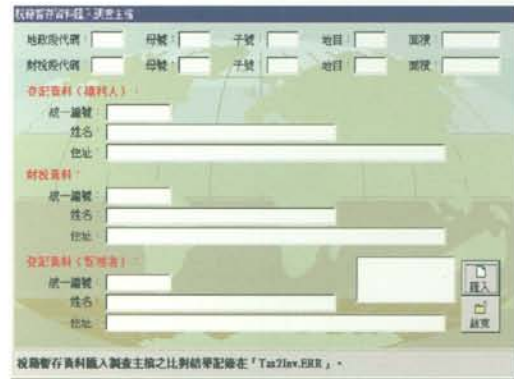 稅籍暫存資料匯入調查主檔
地政段代碼： 母號： 子號： 地目： 面積：
財稅段代碼： 母號： 子號： 地目： 面積：
登記資料（權利人）：
統一編號：
姓名：
住址：
財稅資料：
統一編號：
姓名：
住址：
登記資料（管理者）：
統一編號：
姓名：
住址：
匯入
結束
稅籍暫存資料匯入調查主檔之比對結果記錄在「Tax2Inv.ERR」。